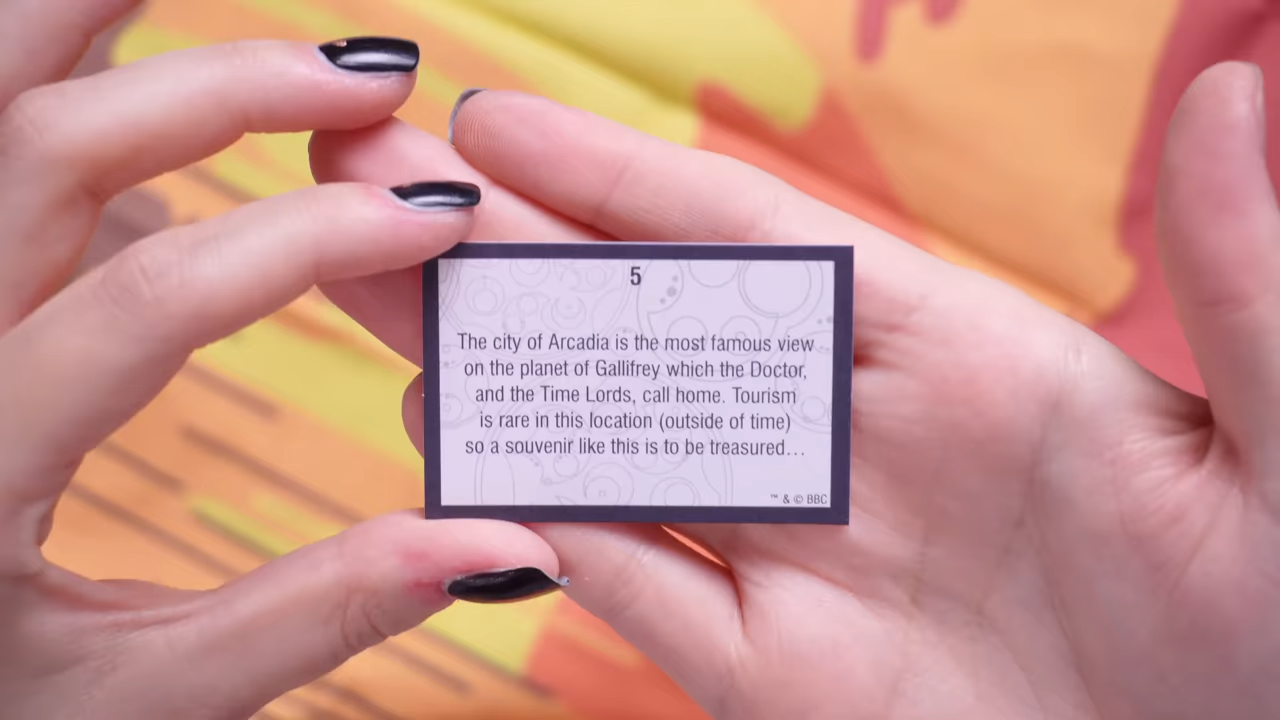 5
The city of Arcadia is the most famous view
on the planet of Gallifrey which the Doctor,
and the Time Lords, call home. Tourism
is rare in this location (outside of time)
so a souvenir like this is to be treasured...
™ & © BBC